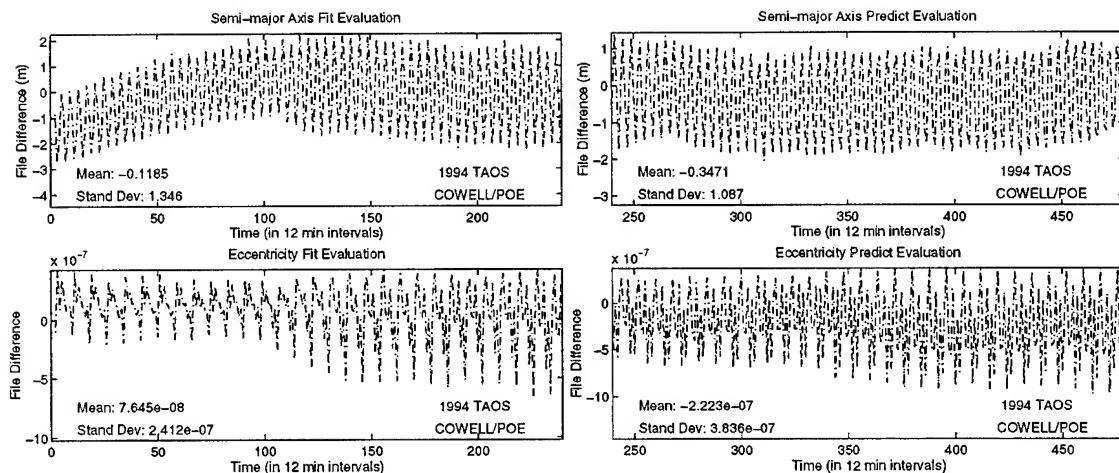 Semi-major Axis Fit Evaluation
File Difference (m)
2
1
0
-1
-2
-3
-4
Mean: -0.1185
Stand Dev: 1.346
1994 TAOS
COWELL/POE
0 50 100 150 200
Time (in 12 min intervals)
Semi-major Axis Predict Evaluation
File Difference (m)
1
0
-1
-2
-3
Mean: -0.3471
Stand Dev: 1.087
1994 TAOS
COWELL/POE
250 300 350 400 450
Time (in 12 min intervals)
x 10^-7
Eccentricity Fit Evaluation
File Difference
0
-5
-10
Mean: 7.645e-08
Stand Dev: 2.412e-07
1994 TAOS
COWELL/POE
0 50 100 150 200
Time (in 12 min intervals)
x 10^-7
Eccentricity Predict Evaluation
File Difference
0
-5
-10
Mean: -2.223e-07
Stand Dev: 3.836e-07
1994 TAOS
COWELL/POE
250 300 350 400 450
Time (in 12 min intervals)